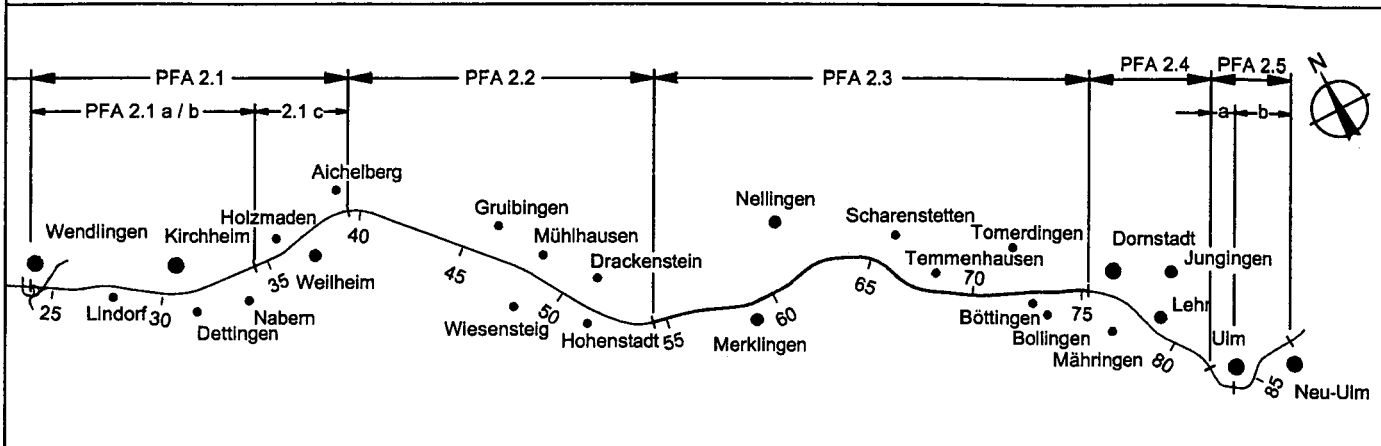 PFA 2.1
PFA 2.2
PFA 2.3
PFA 2.4
PFA 2.5
N
PFA 2.1 a / b
2.1 c
a
b
Aichelberg
Wendlingen
Kirchheim
Holzmaden
Weilheim
Lindorf
Dettingen
Nabern
25
30
35
40
Gruibingen
Mühlhausen
Drackenstein
Wiesensteig
Hohenstadt
45
50
55
Nellingen
Merklingen
60
Scharenstetten
Temmenhausen
Tomerdingen
65
70
75
Böttingen
Bollingen
Mähringen
Dornstadt
Jungingen
Lehr
80
Ulm
85
Neu-Ulm